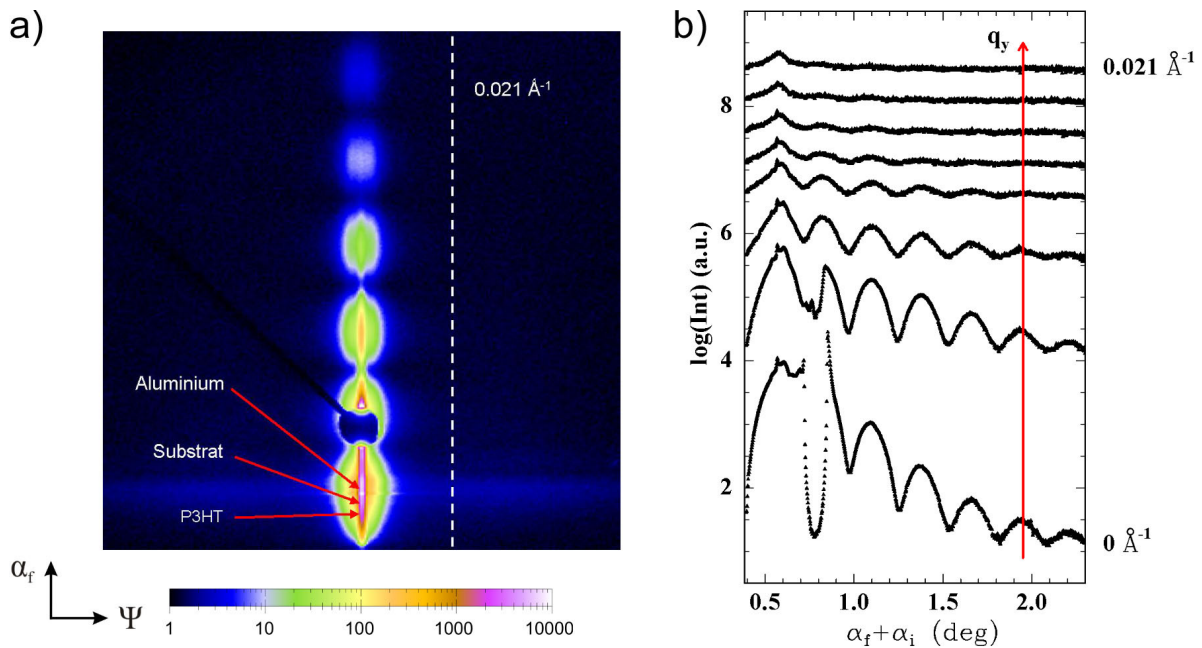 a)
0.021 Å⁻¹
Aluminium
Substrat
P3HT
αf
Ψ
1 10 100 1000 10000
b)
qy
0.021 Å⁻¹
8
6
4
2
log(Int) (a.u.)
0 Å⁻¹
0.5 1.0 1.5 2.0
αf+αi (deg)